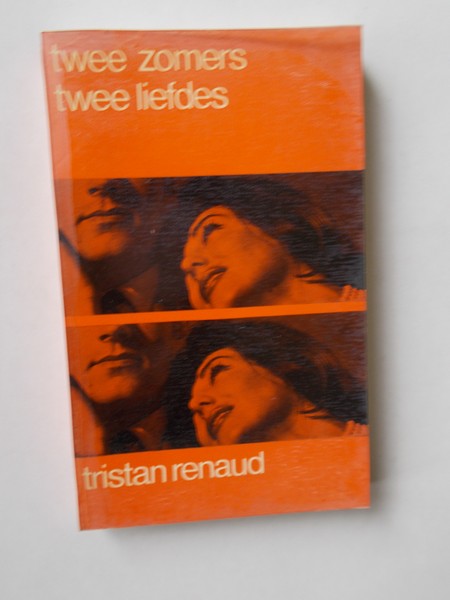 twee zomers
twee liefdes
tristan renaud